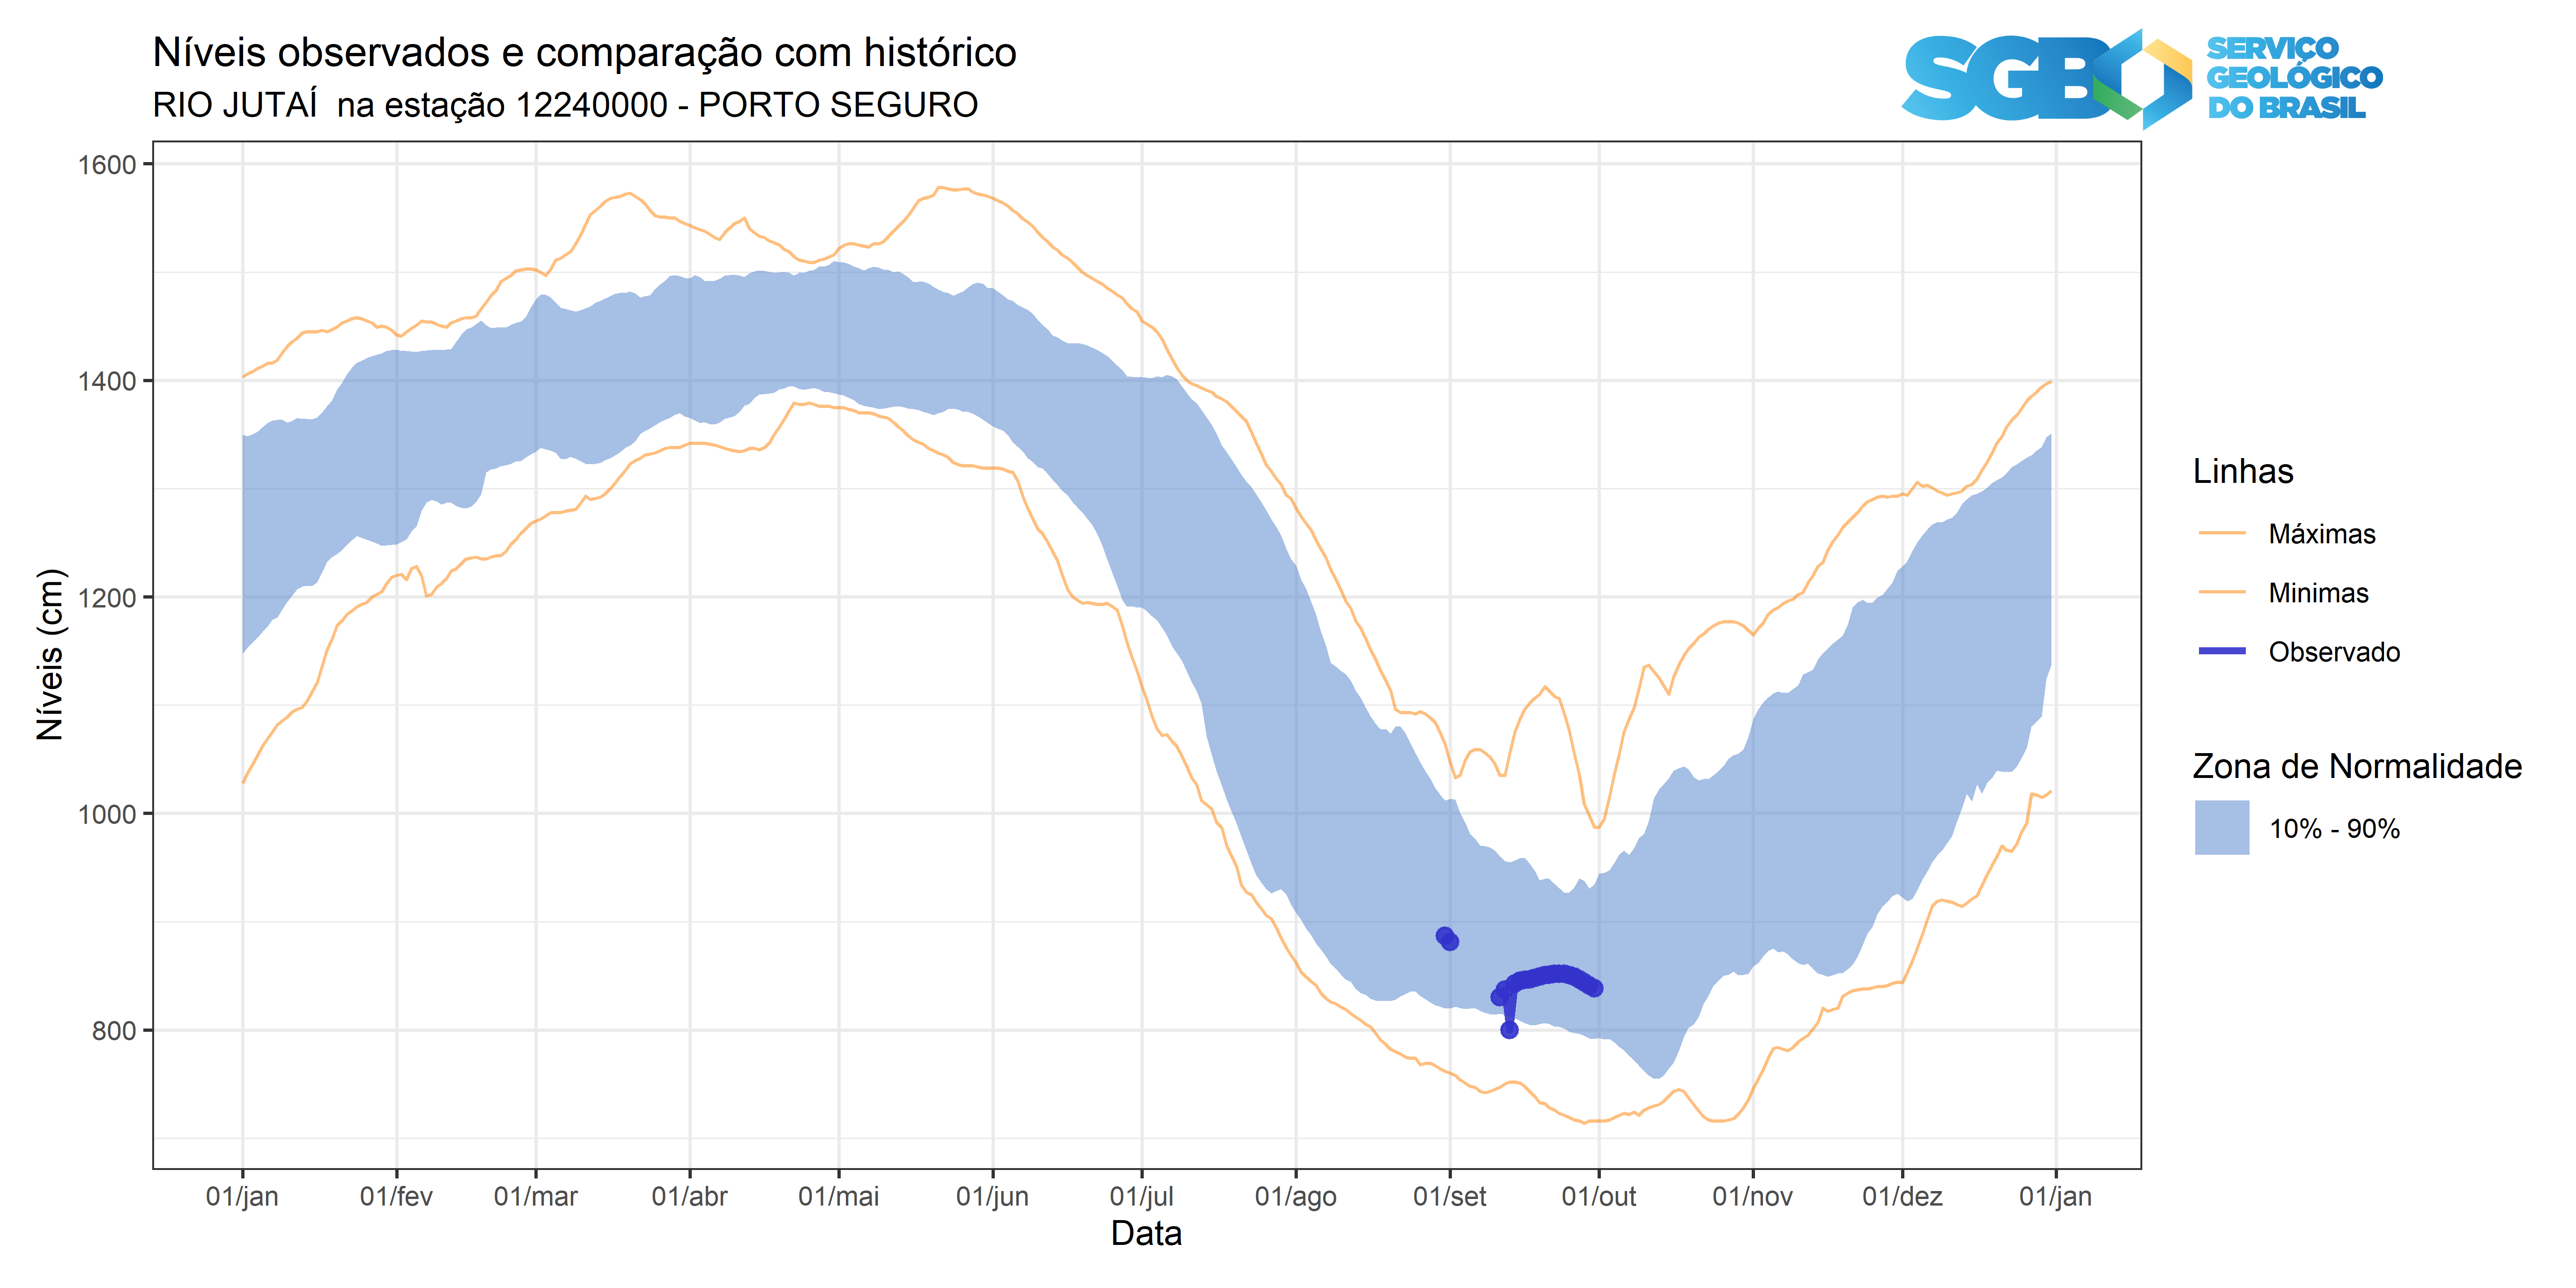 Níveis observados e comparação com histórico
RIO JUTAÍ  na estação 12240000 - PORTO SEGURO
SGB
SERVIÇO
GEOLÓGICO
DO BRASIL
1600
1400
1200
1000
800
Níveis (cm)
01/jan
01/fev
01/mar
01/abr
01/mai
01/jun
01/jul
01/ago
01/set
01/out
01/nov
01/dez
01/jan
Data
Linhas
Máximas
Minimas
Observado
Zona de Normalidade
10% - 90%